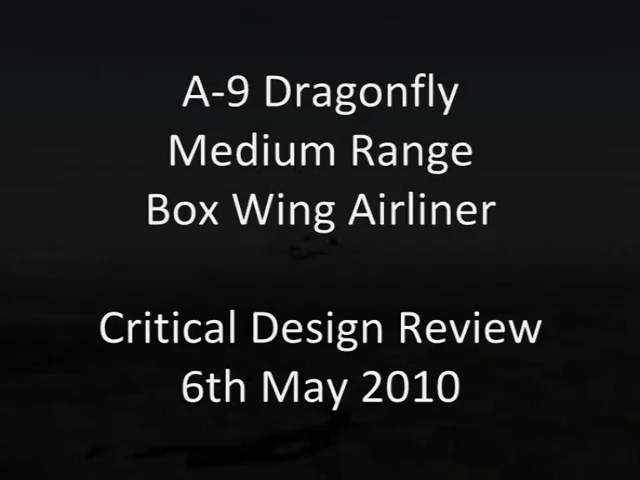 A-9 Dragonfly
Medium Range
Box Wing Airliner
Critical Design Review
6th May 2010